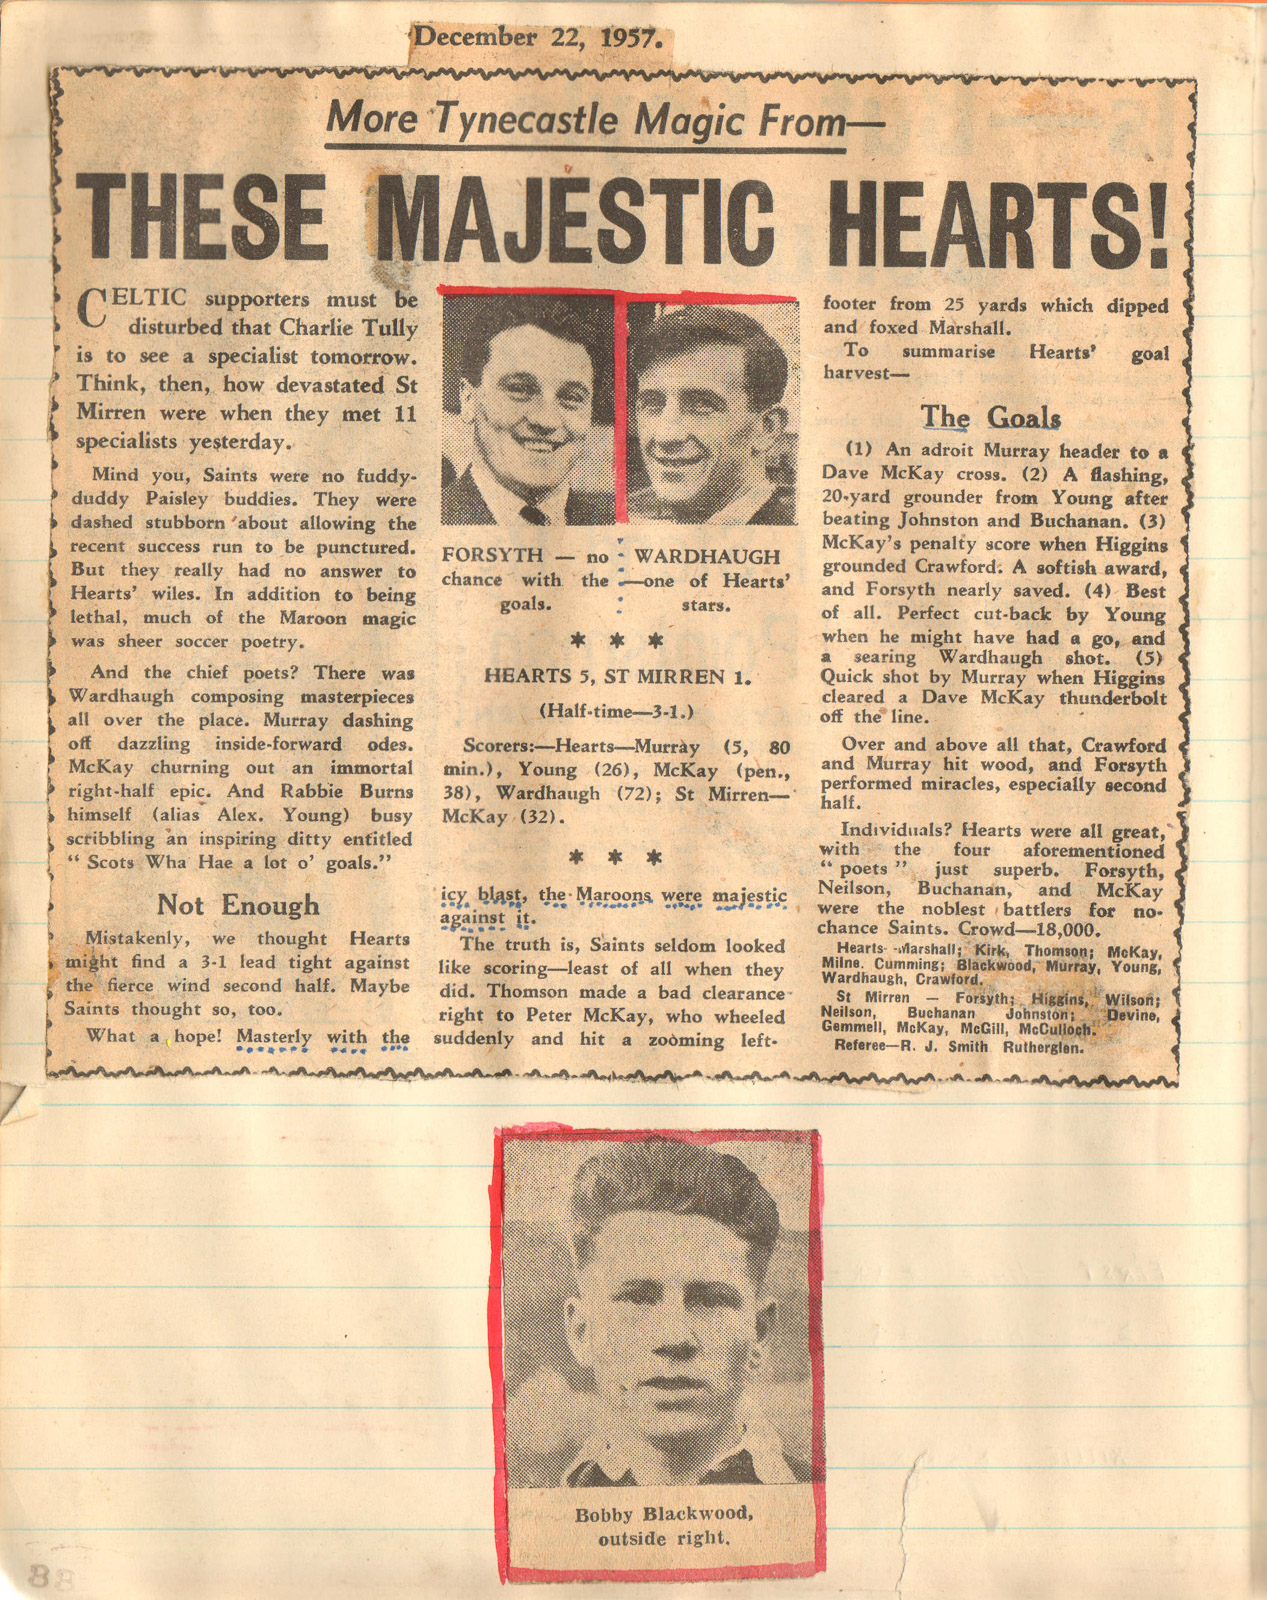 December 22, 1957.
More Tynecastle Magic From—
THESE MAJESTIC HEARTS!
CELTIC supporters must be
disturbed that Charlie Tully
is to see a specialist tomorrow.
Think, then, how devastated St
Mirren were when they met 11
specialists yesterday.
Mind you, Saints were no fuddy-
duddy Paisley buddies. They were
dashed stubborn about allowing the
recent success run to be punctured.
But they really had no answer to
Hearts' wiles. In addition to being
lethal, much of the Maroon magic
was sheer soccer poetry.
And the chief poets? There was
Wardhaugh composing masterpieces
all over the place. Murray dashing
off dazzling inside-forward odes.
McKay churning out an immortal
right-half epic. And Rabbie Burns
himself (alias Alex. Young) busy
scribbling an inspiring ditty entitled
“ Scots Wha Hae a lot o' goals.”
Not Enough
Mistakenly, we thought Hearts
might find a 3-1 lead tight against
the fierce wind second half. Maybe
Saints thought so, too.
What a hope! Masterly with the
FORSYTH — no
chance with the
goals.
WARDHAUGH
—one of Hearts'
stars.
* * *
HEARTS 5, ST MIRREN 1.
(Half-time—3-1.)
Scorers:—Hearts—Murray (5, 80
min.), Young (26), McKay (pen.,
38), Wardhaugh (72); St Mirren—
McKay (32).
* * *
icy blast, the Maroons were majestic
against it.
The truth is, Saints seldom looked
like scoring—least of all when they
did. Thomson made a bad clearance
right to Peter McKay, who wheeled
suddenly and hit a zooming left-
footer from 25 yards which dipped
and foxed Marshall.
To summarise Hearts' goal
harvest—
The Goals
(1) An adroit Murray header to a
Dave McKay cross. (2) A flashing,
20-yard grounder from Young after
beating Johnston and Buchanan. (3)
McKay's penalty score when Higgins
grounded Crawford. A softish award,
and Forsyth nearly saved. (4) Best
of all. Perfect cut-back by Young
when he might have had a go, and
a searing Wardhaugh shot. (5)
Quick shot by Murray when Higgins
cleared a Dave McKay thunderbolt
off the line.
Over and above all that, Crawford
and Murray hit wood, and Forsyth
performed miracles, especially second
half.
Individuals? Hearts were all great,
with the four aforementioned
“ poets ” just superb. Forsyth,
Neilson, Buchanan, and McKay
were the noblest battlers for no-
chance Saints. Crowd—18,000.
Hearts—Marshall; Kirk, Thomson; McKay,
Milne, Cumming; Blackwood, Murray, Young,
Wardhaugh, Crawford.
St Mirren — Forsyth; Higgins, Wilson;
Neilson, Buchanan Johnston; Devine,
Gemmell, McKay, McGill, McCulloch.
Referee—R. J. Smith Rutherglen.
Bobby Blackwood,
outside right.
88